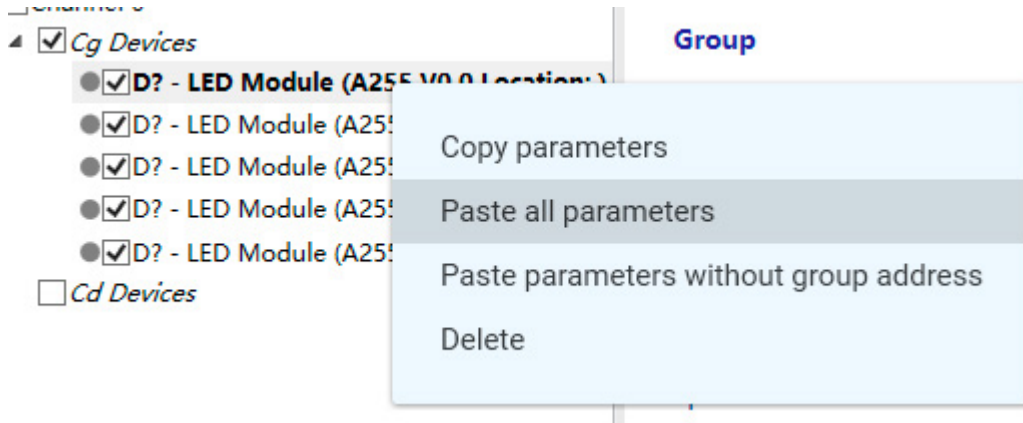 Cg Devices
Group
D? - LED Module (A255 V0.0 Location: )
D? - LED Module (A255
D? - LED Module (A255
D? - LED Module (A255
D? - LED Module (A255
Cd Devices
Copy parameters
Paste all parameters
Paste parameters without group address
Delete